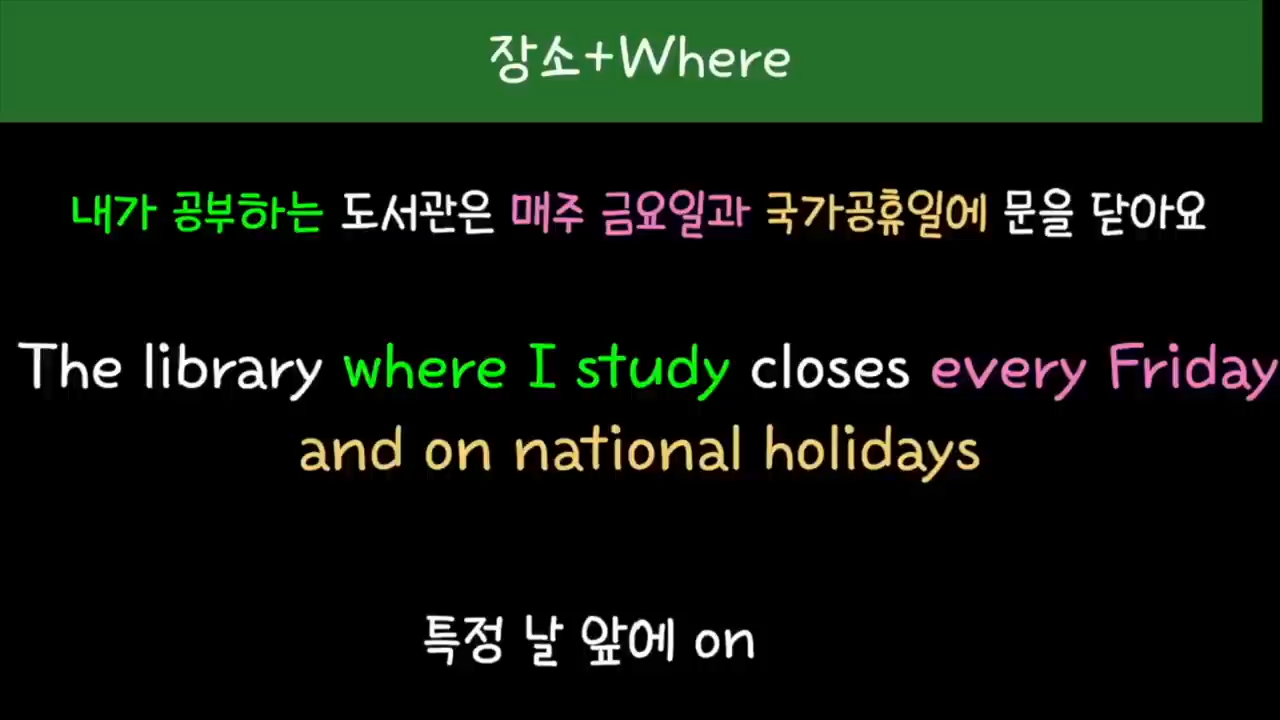 장소+Where
내가 공부하는 도서관은 매주 금요일과 국가공휴일에 문을 닫아요
The library where I study closes every Friday
and on national holidays
특정 날 앞에 on